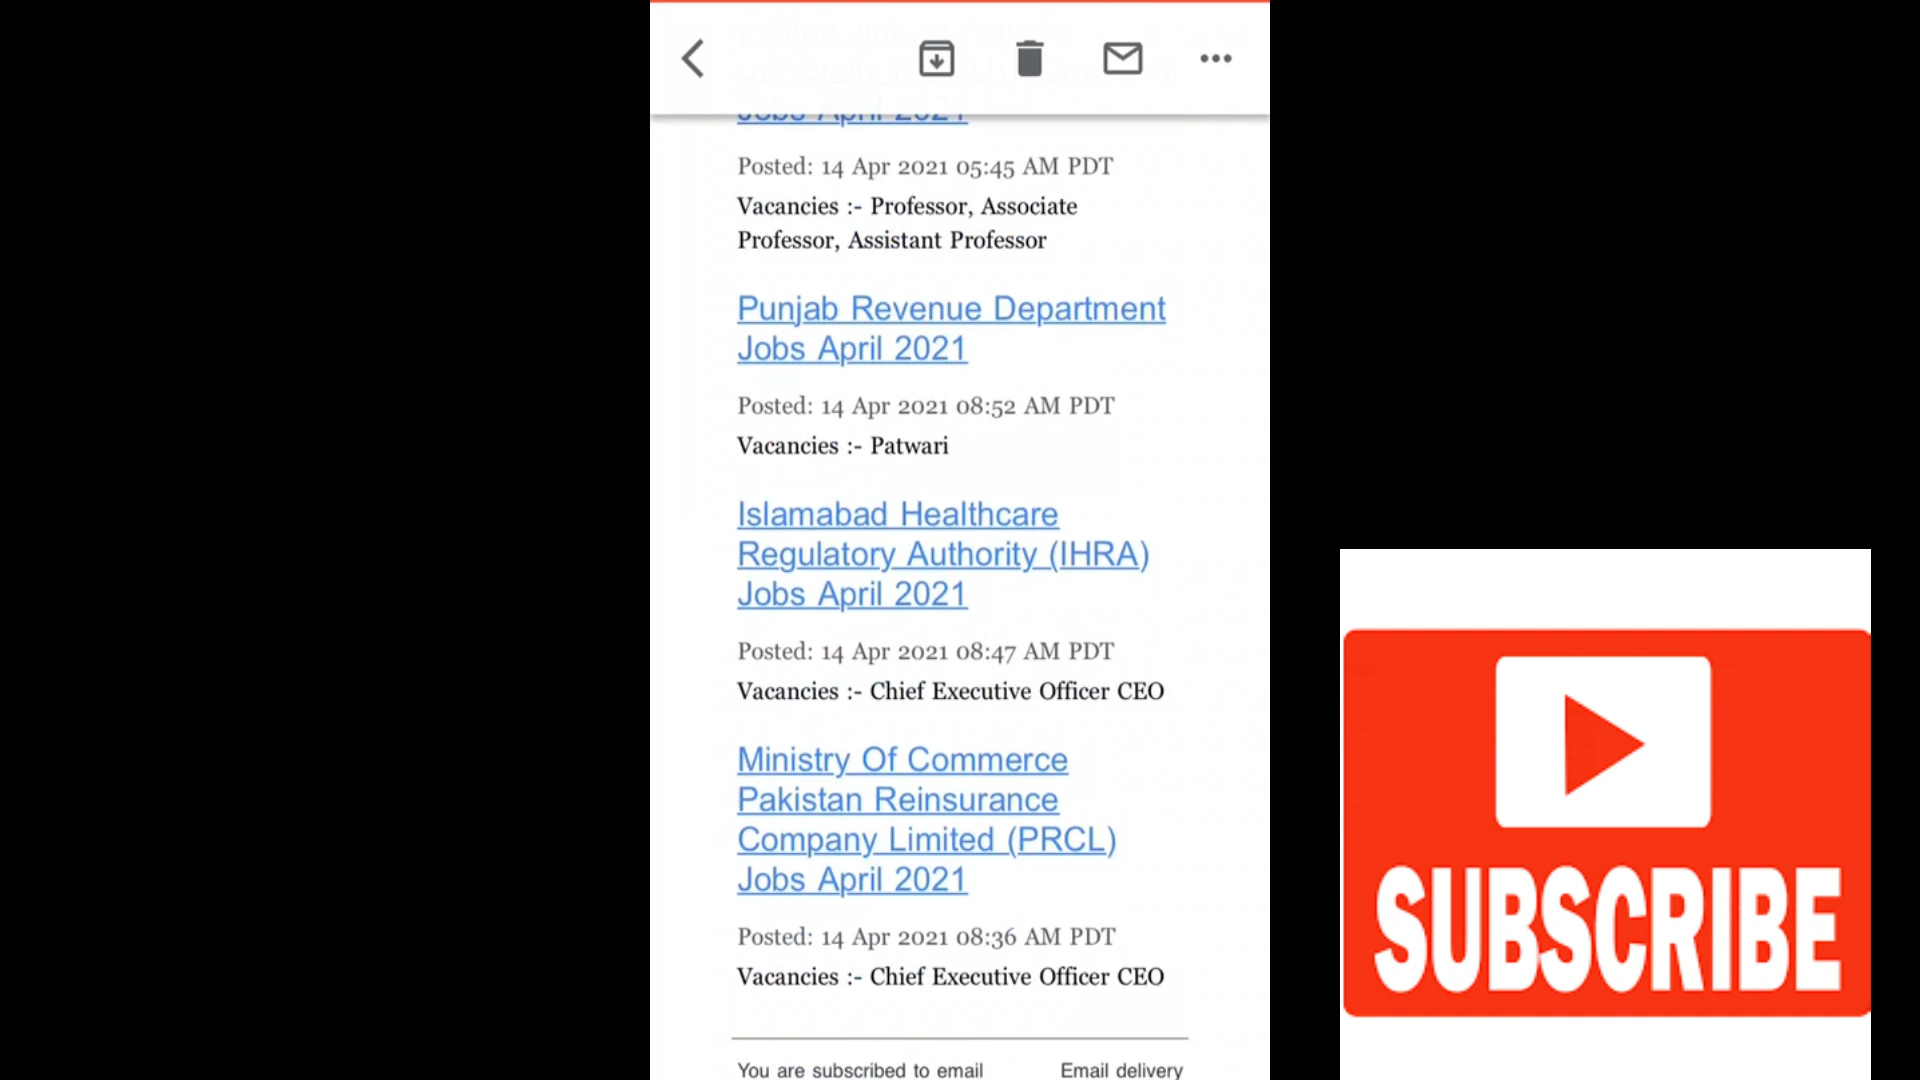 Jobs April 2021
Posted: 14 Apr 2021 05:45 AM PDT
Vacancies :- Professor, Associate
Professor, Assistant Professor
Punjab Revenue Department
Jobs April 2021
Posted: 14 Apr 2021 08:52 AM PDT
Vacancies :- Patwari
Islamabad Healthcare
Regulatory Authority (IHRA)
Jobs April 2021
Posted: 14 Apr 2021 08:47 AM PDT
Vacancies :- Chief Executive Officer CEO
Ministry Of Commerce
Pakistan Reinsurance
Company Limited (PRCL)
Jobs April 2021
Posted: 14 Apr 2021 08:36 AM PDT
Vacancies :- Chief Executive Officer CEO
You are subscribed to email
Email delivery
SUBSCRIBE